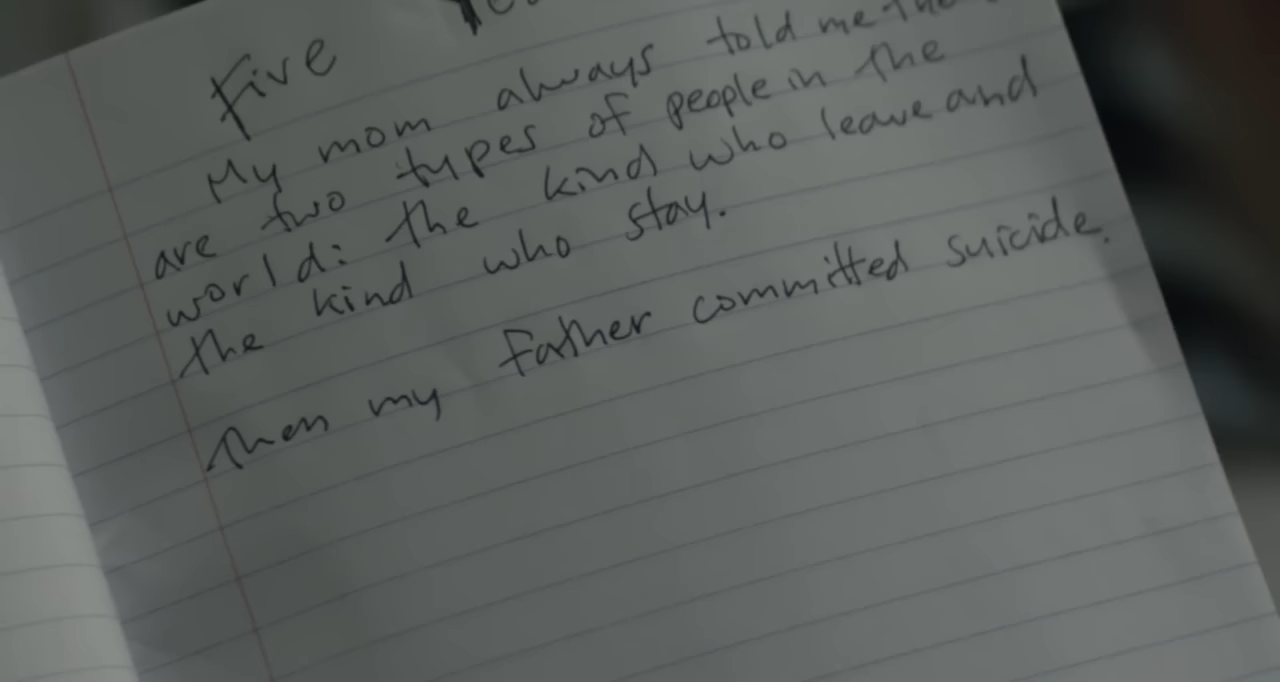 Five
My mom always told me
are two types of people in the
world: the kind who leave and
the kind who stay.
Then my Father committed suicide.